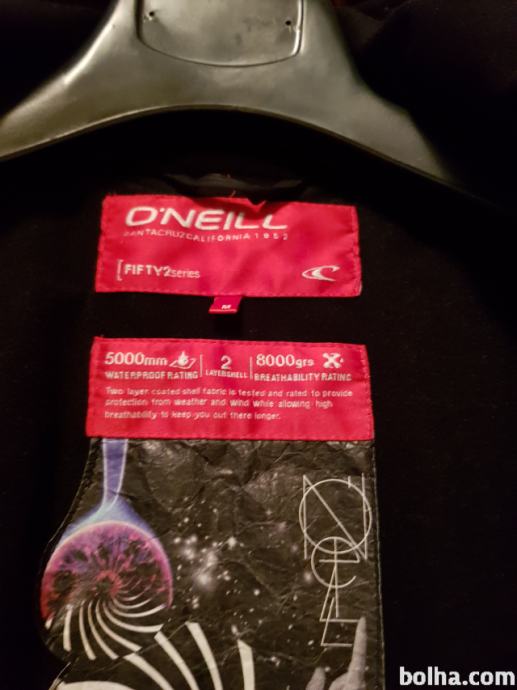 O'NEILL
SANTACRUZCALIFORNIA 1952
[FIFTY2series
M
5000mm
WATERPROOF RATING
2
LAYERSHELL
8000grs
BREATHABILITY RATING
Two layer coated shell fabric is tested and rated to provide
protection from weather and wind while allowing high
breathability to keep you out there longer.
bolha.com